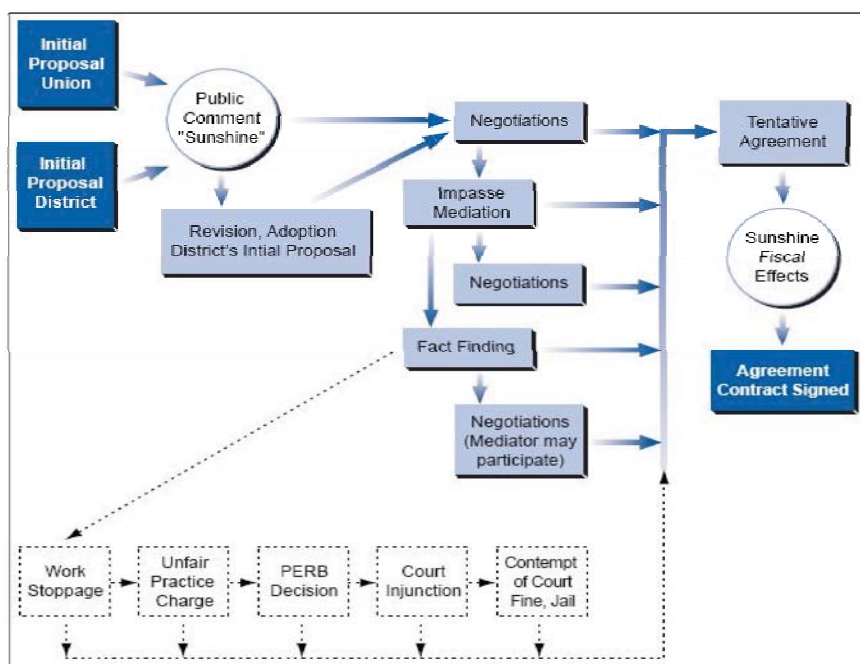 Initial
Proposal
Union
Public
Comment
"Sunshine"
Initial
Proposal
District
Revision, Adoption
District's Intial Proposal
Negotiations
Impasse
Mediation
Negotiations
Fact Finding
Negotiations
(Mediator may
participate)
Tentative
Agreement
Sunshine
Fiscal
Effects
Agreement
Contract Signed
Work
Stoppage
Unfair
Practice
Charge
PERB
Decision
Court
Injunction
Contempt
of Court
Fine, Jail